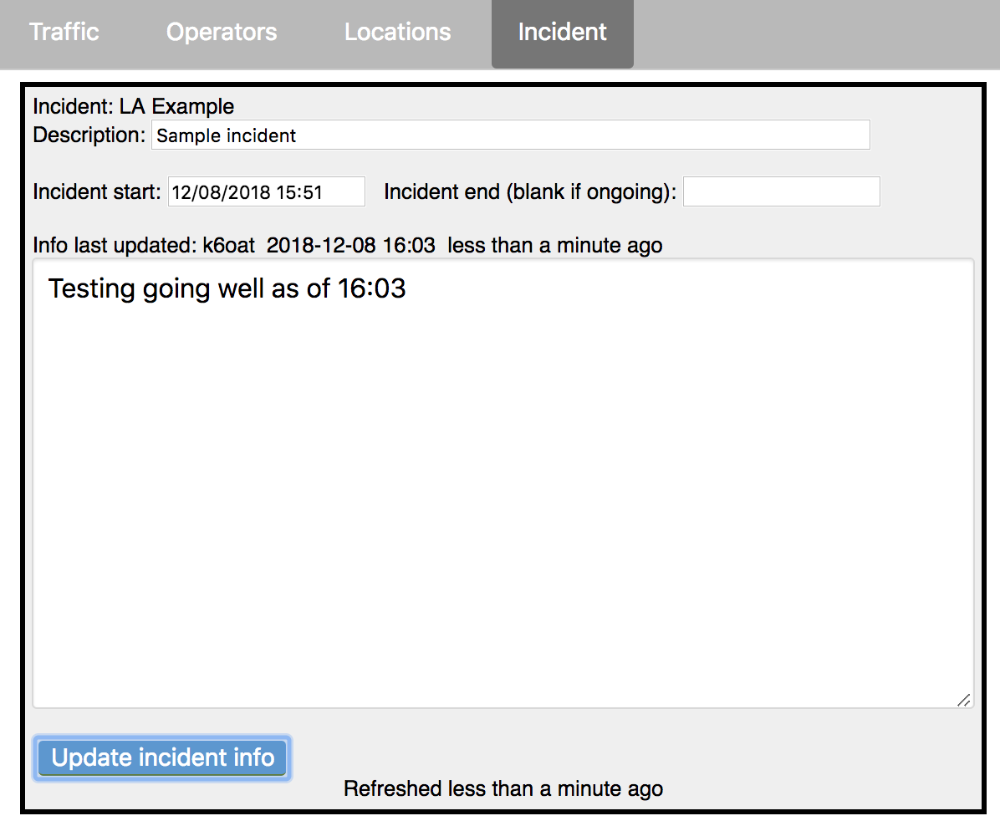 Traffic Operators Locations Incident
Incident: LA Example
Description: Sample incident
Incident start: 12/08/2018 15:51 Incident end (blank if ongoing):
Info last updated: k6oat 2018-12-08 16:03 less than a minute ago
Testing going well as of 16:03
Update incident info
Refreshed less than a minute ago